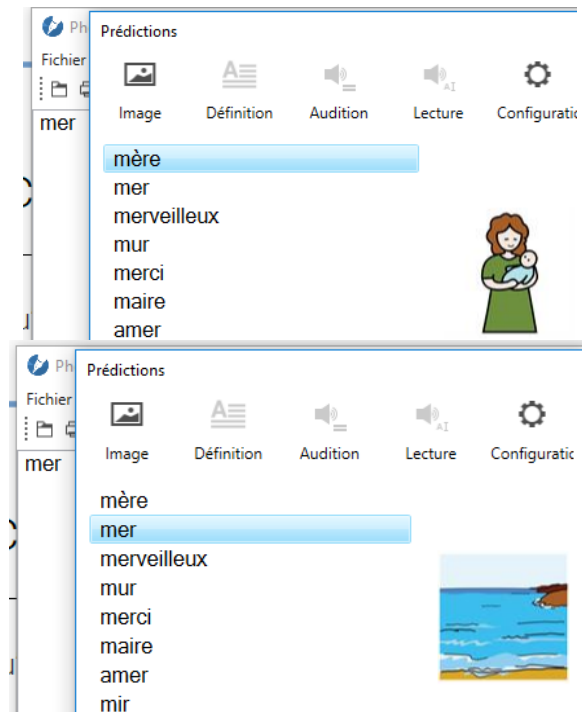 Ph Prédictions
Fichier
Image Définition Audition Lecture Configuratio
mer
mère
mer
merveilleux
mur
merci
maire
amer
Ph Prédictions
Fichier
Image Définition Audition Lecture Configuratic
mer
mère
mer
merveilleux
mur
merci
maire
amer
mir